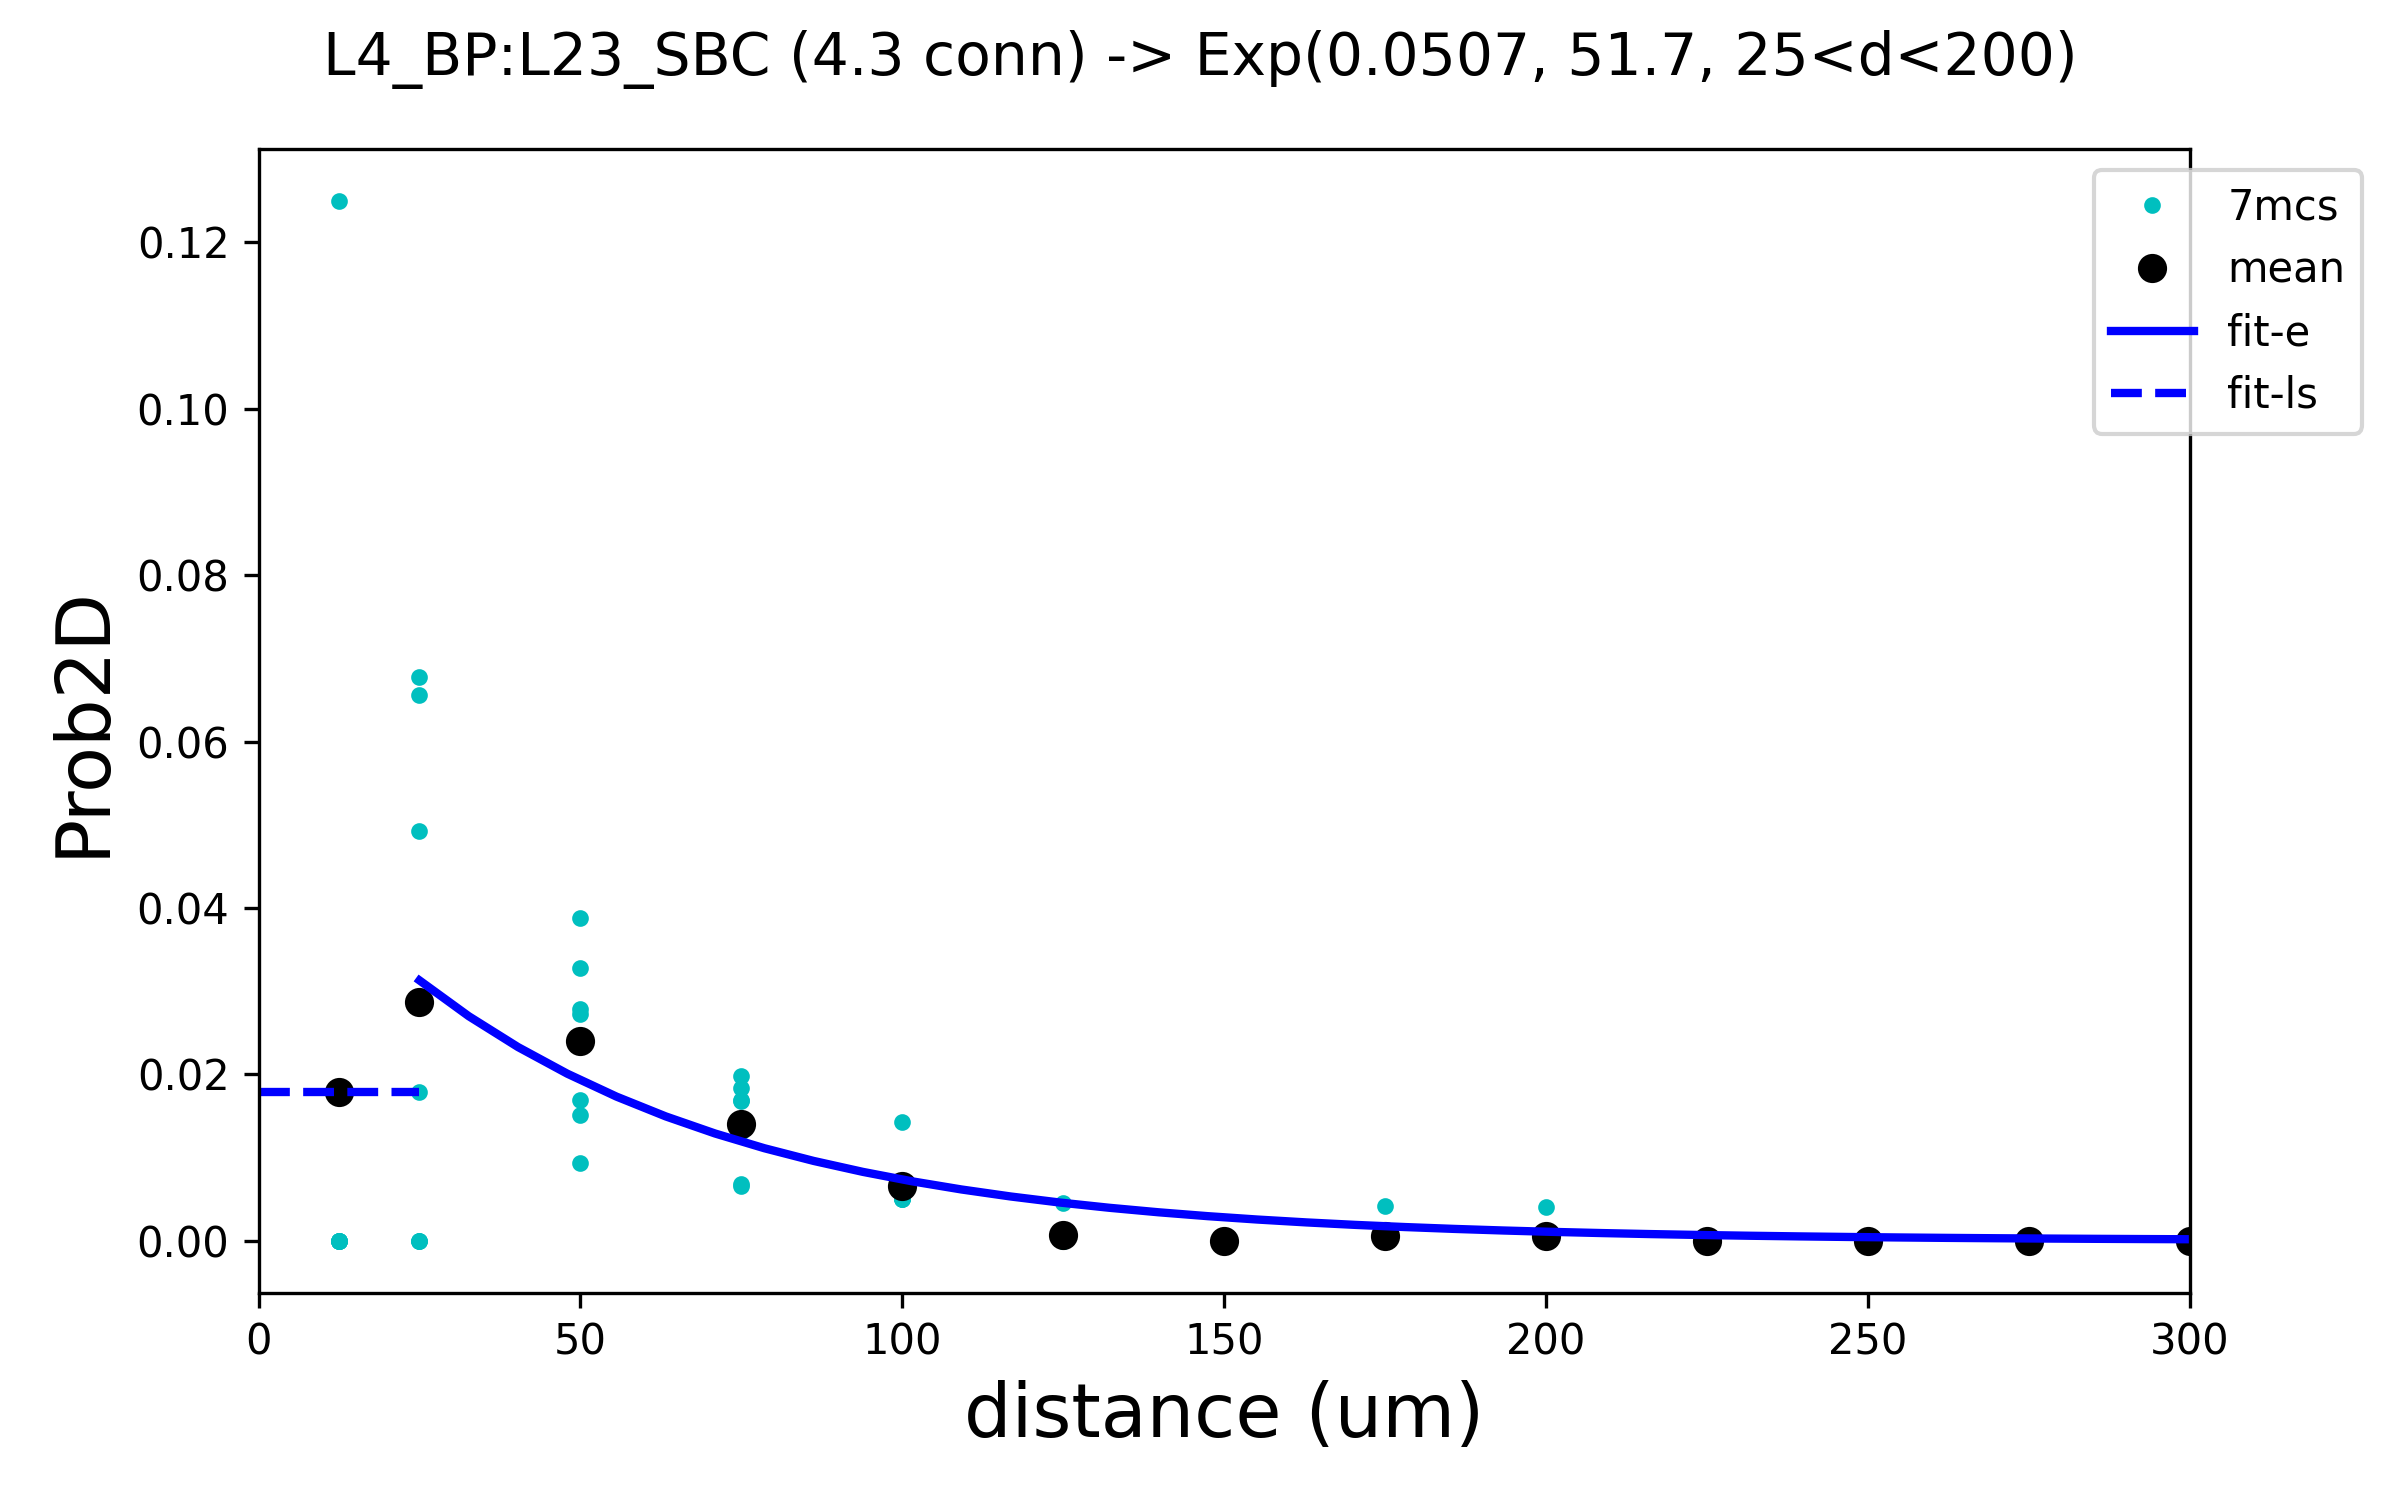 L4_BP:L23_SBC (4.3 conn) -> Exp(0.0507, 51.7, 25<d<200)
7mcs
mean
fit-e
fit-ls
Prob2D
0.12
0.10
0.08
0.06
0.04
0.02
0.00
0 50 100 150 200 250 300
distance (um)